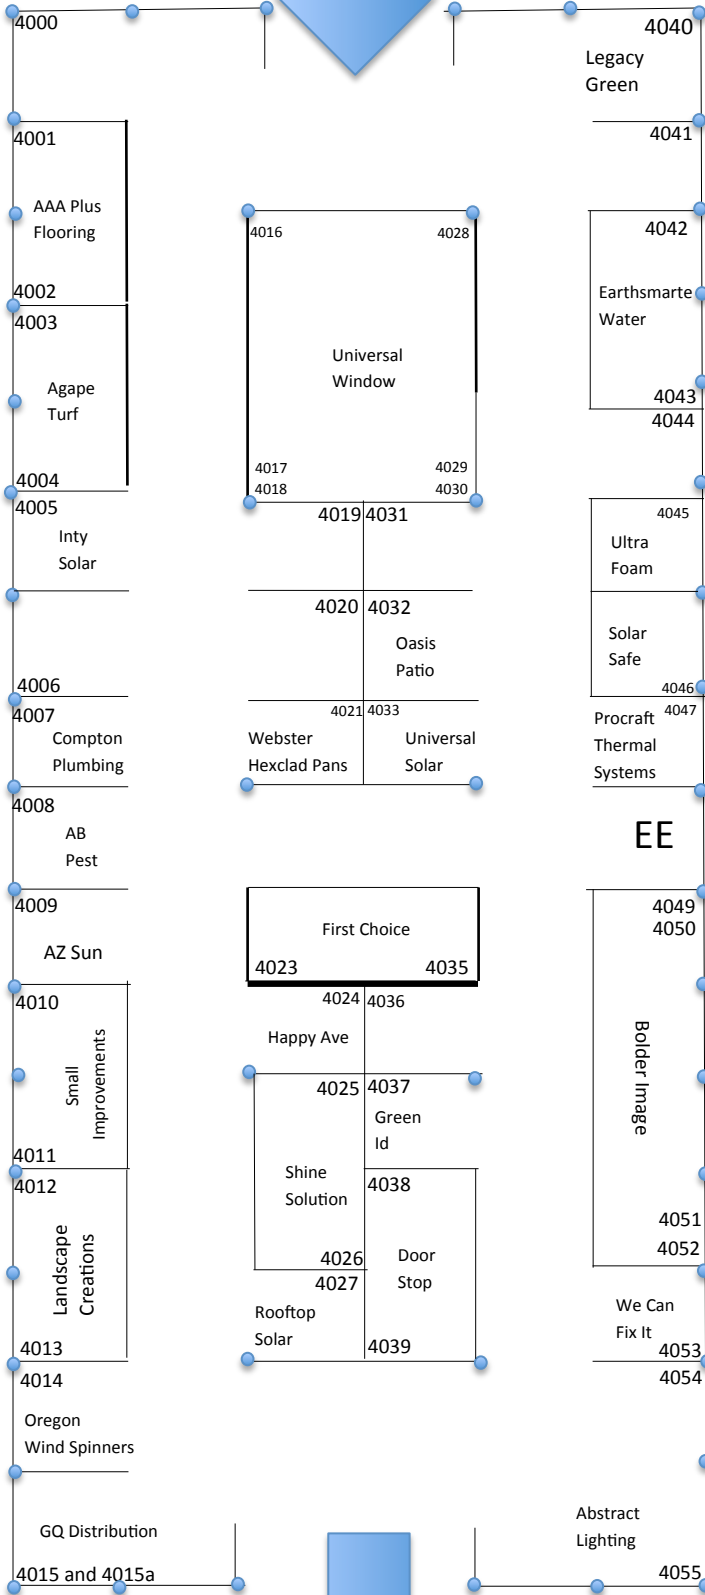 4000
4040
Legacy
Green
4001
4041
AAA Plus
Flooring
4002
4016
4028
4042
Earthsmarte
Water
4003
Universal
Window
Agape
Turf
4043
4044
4004
4017
4029
4018
4030
4005
4019
4031
4045
Inty
Solar
Ultra
Foam
4020
4032
Oasis
Patio
Solar
Safe
4006
4046
4007
4021
4033
4047
Compton
Plumbing
Webster
Hexclad Pans
Universal
Solar
Procraft
Thermal
Systems
4008
AB
Pest
EE
4009
AZ Sun
First Choice
4023
4035
4049
4050
4010
4024
4036
Small
Improvements
Happy Ave
Bolder Image
4025
4037
Green
Id
4011
4012
Shine
Solution
4038
4051
4052
Landscape
Creations
4026
4027
Door
Stop
Rooftop
Solar
We Can
Fix It
4013
4039
4053
4014
4054
Oregon
Wind Spinners
GQ Distribution
Abstract
Lighting
4015 and 4015a
4055